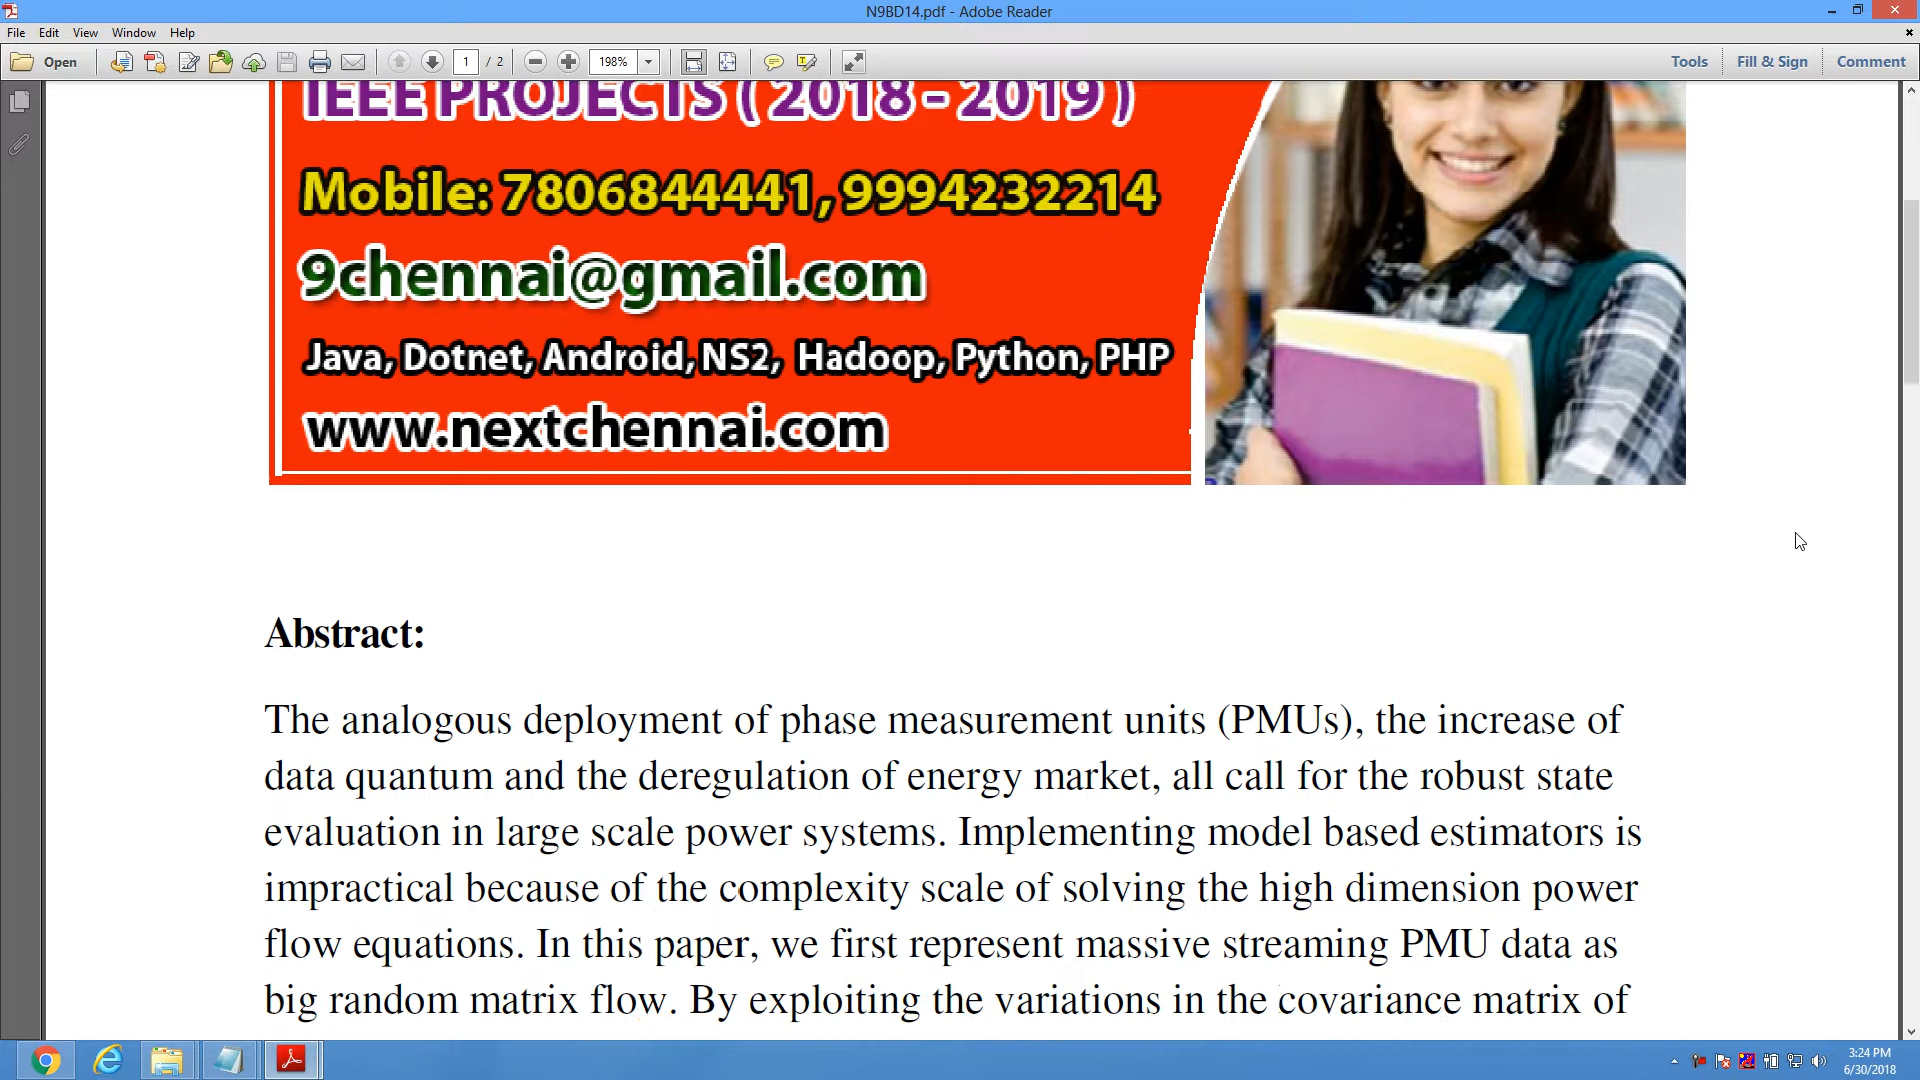 N9BD14.pdf - Adobe Reader
File Edit View Window Help
Open 1 / 2 198% Tools Fill & Sign Comment
IEEE PROJECTS ( 2018 - 2019 )
Mobile: 7806844441, 9994232214
9chennai@gmail.com
Java, Dotnet, Android, NS2, Hadoop, Python, PHP
www.nextchennai.com
Abstract:
The analogous deployment of phase measurement units (PMUs), the increase of
data quantum and the deregulation of energy market, all call for the robust state
evaluation in large scale power systems. Implementing model based estimators is
impractical because of the complexity scale of solving the high dimension power
flow equations. In this paper, we first represent massive streaming PMU data as
big random matrix flow. By exploiting the variations in the covariance matrix of
3:24 PM
6/30/2018